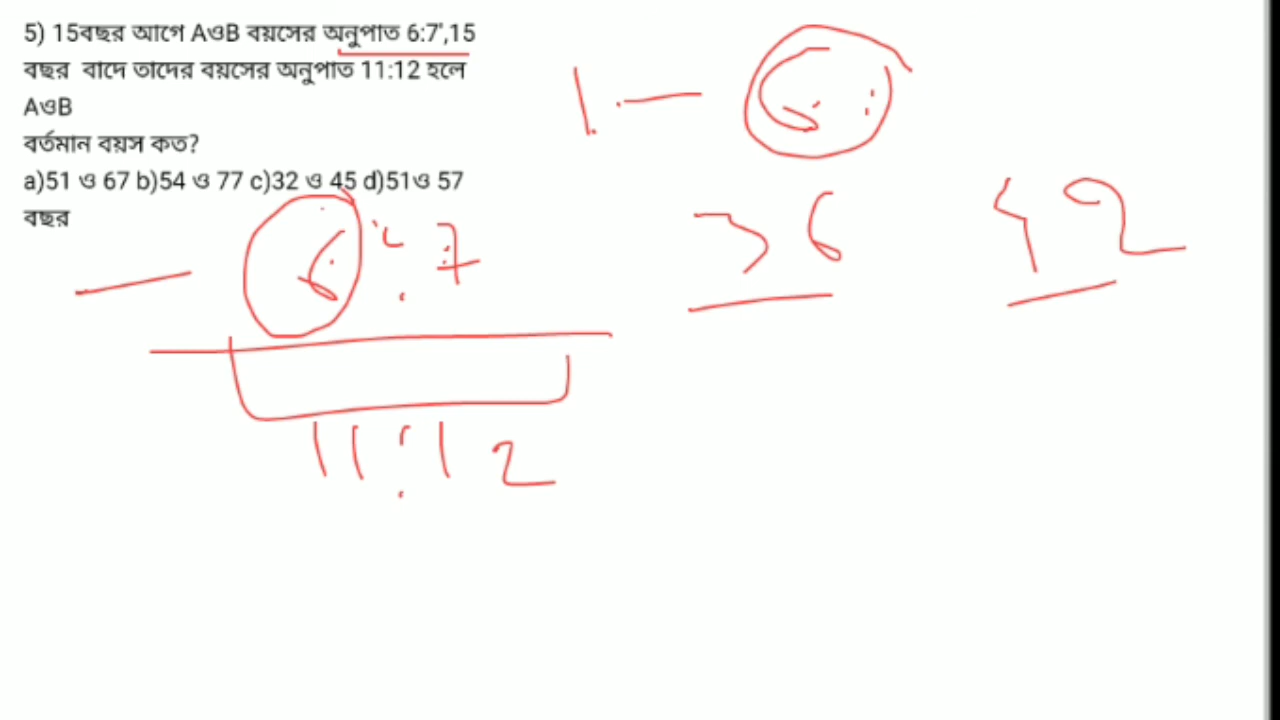 5) 15বছর আগে AওB বয়সের অনুপাত 6:7',15
বছর বাদে তাদের বয়সের অনুপাত 11:12 হলে
AওB
বর্তমান বয়স কত?
a)51 ও 67 b)54 ও 77 c)32 ও 45 d)51ও 57
বছর
1 — 6
— 6 : 7
36 42
11:12